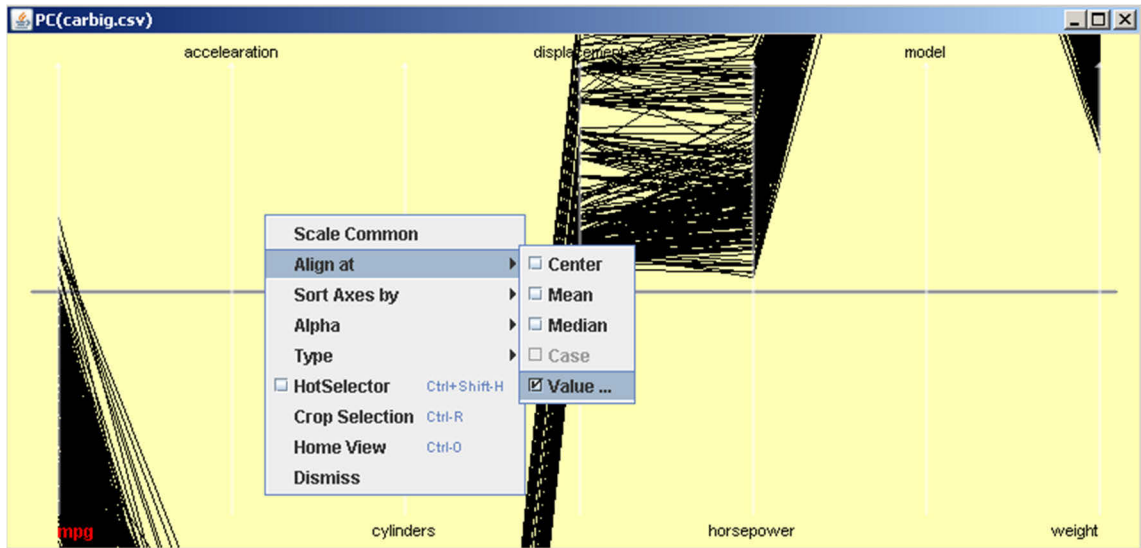 PC(carbig.csv)
accelearation displacement model
Scale Common
Align at
Sort Axes by
Alpha
Type
HotSelector Ctrl+Shift-H
Crop Selection Ctrl-R
Home View Ctrl-O
Dismiss
Center
Mean
Median
Case
Value ...
mpg cylinders horsepower weight